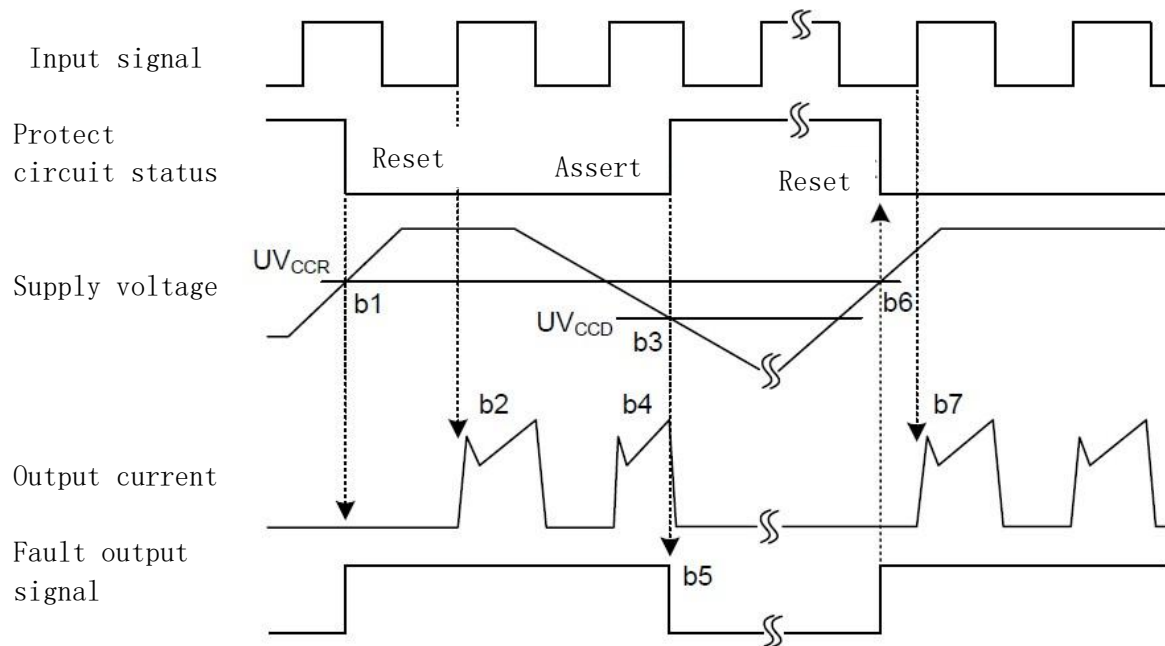 Input signal
Protect
circuit status
Reset
Assert
Reset
UVCCR
Supply voltage
b1
b6
UVCCD
b3
b2
b4
b7
Output current
Fault output
signal
b5